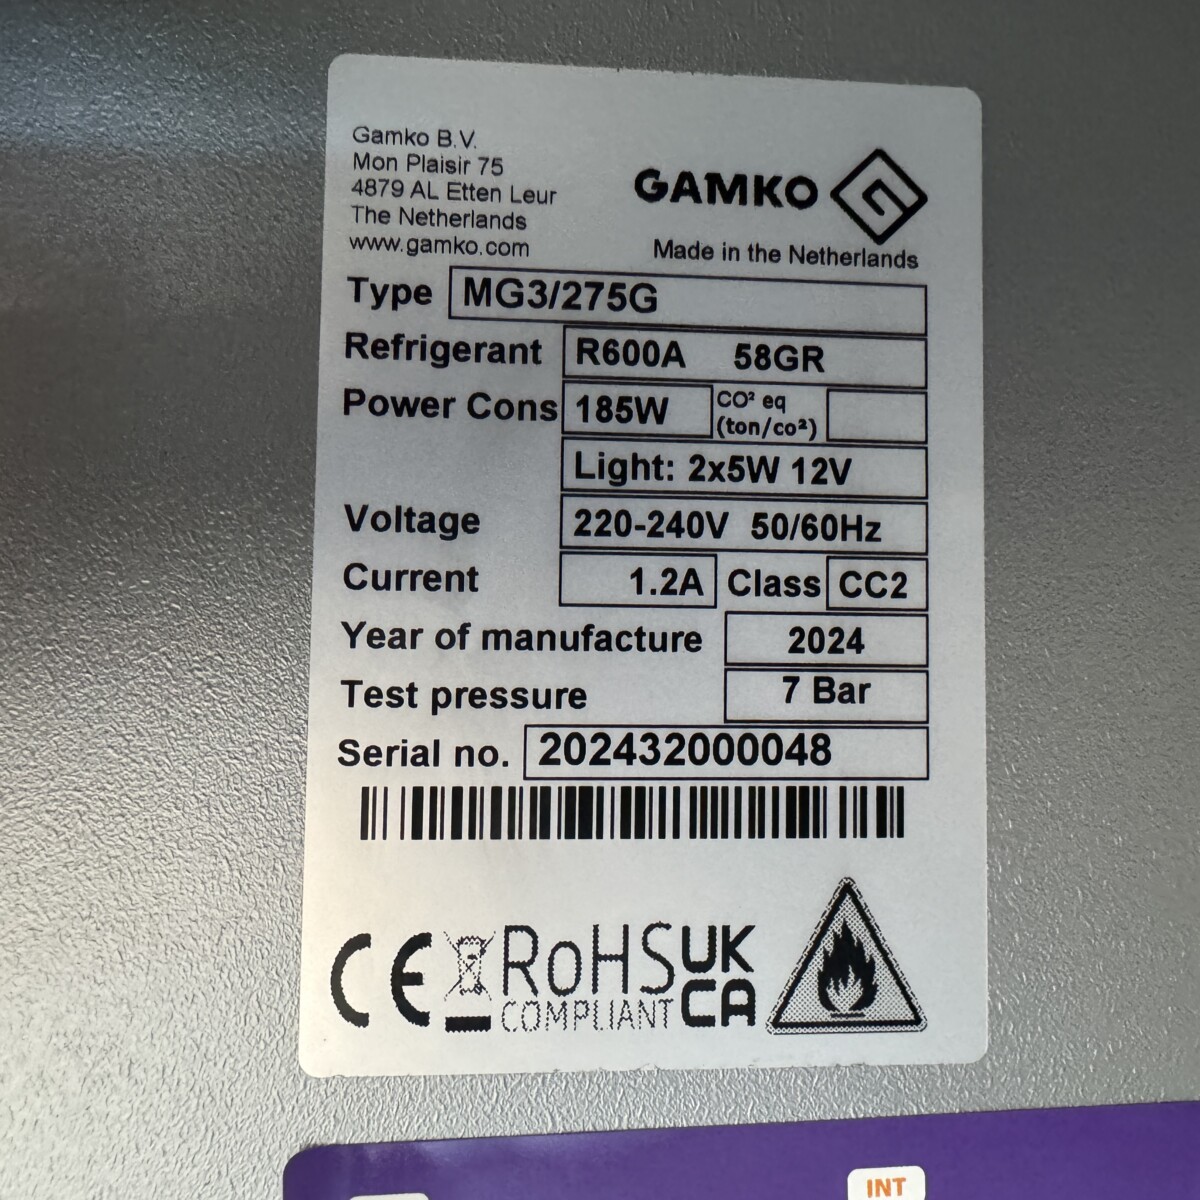 Gamko B.V.
Mon Plaisir 75
4879 AL Etten Leur
The Netherlands
www.gamko.com
GAMKO
Made in the Netherlands
Type MG3/275G
Refrigerant R600A 58GR
Power Cons 185W CO² eq (ton/co²)
Light: 2x5W 12V
Voltage 220-240V 50/60Hz
Current 1.2A Class CC2
Year of manufacture 2024
Test pressure 7 Bar
Serial no. 202432000048
CE RoHS COMPLIANT UK CA
INT